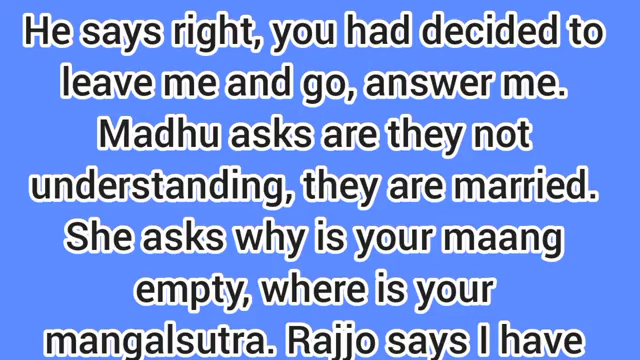 He says right, you had decided to
leave me and go, answer me.
Madhu asks are they not
understanding, they are married.
She asks why is your maang
empty, where is your
mangalsutra. Rajjo says I have